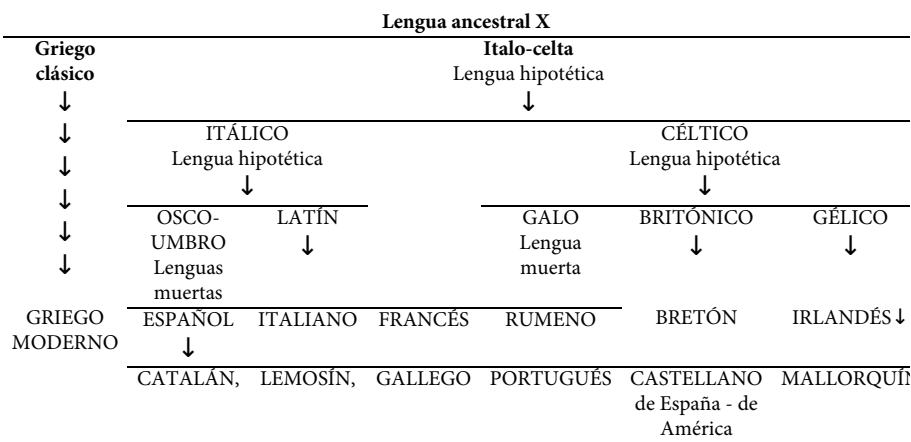 Lengua ancestral X
Griego Italo-celta
clásico Lengua hipotética
↓ ↓
↓ ITÁLICO CÉLTICO
↓ Lengua hipotética Lengua hipotética
↓ ↓ ↓
↓ OSCO- LATÍN GALO BRITÓNICO GÉLICO
↓ UMBRO ↓ Lengua ↓ ↓
Lenguas muerta
muertas
GRIEGO ESPAÑOL ITALIANO FRANCÉS RUMENO BRETÓN IRLANDÉS↓
MODERNO ↓
CATALÁN, LEMOSÍN, GALLEGO PORTUGUÉS CASTELLANO MALLORQUÍN
de España - de
América